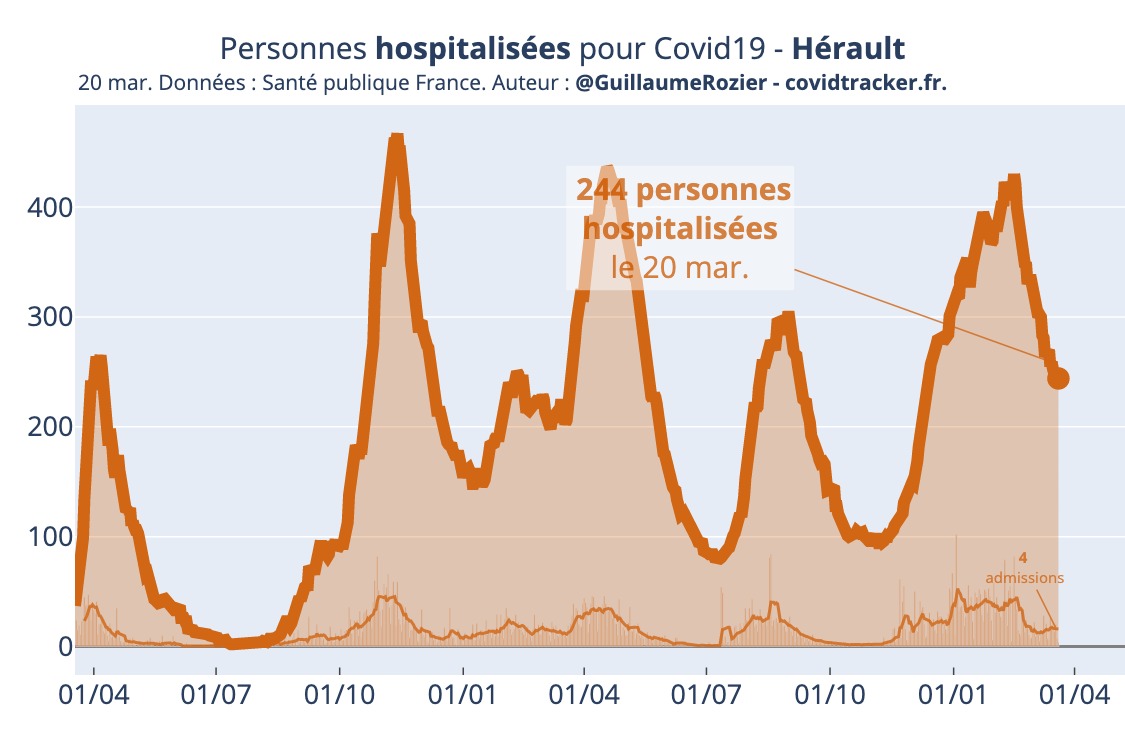 Personnes hospitalisées pour Covid19 - Hérault
20 mar. Données : Santé publique France. Auteur : @GuillaumeRozier - covidtracker.fr.
244 personnes
hospitalisées
le 20 mar.
400
300
200
100
0
4
admissions
01/04
01/07
01/10
01/01
01/04
01/07
01/10
01/01
01/04